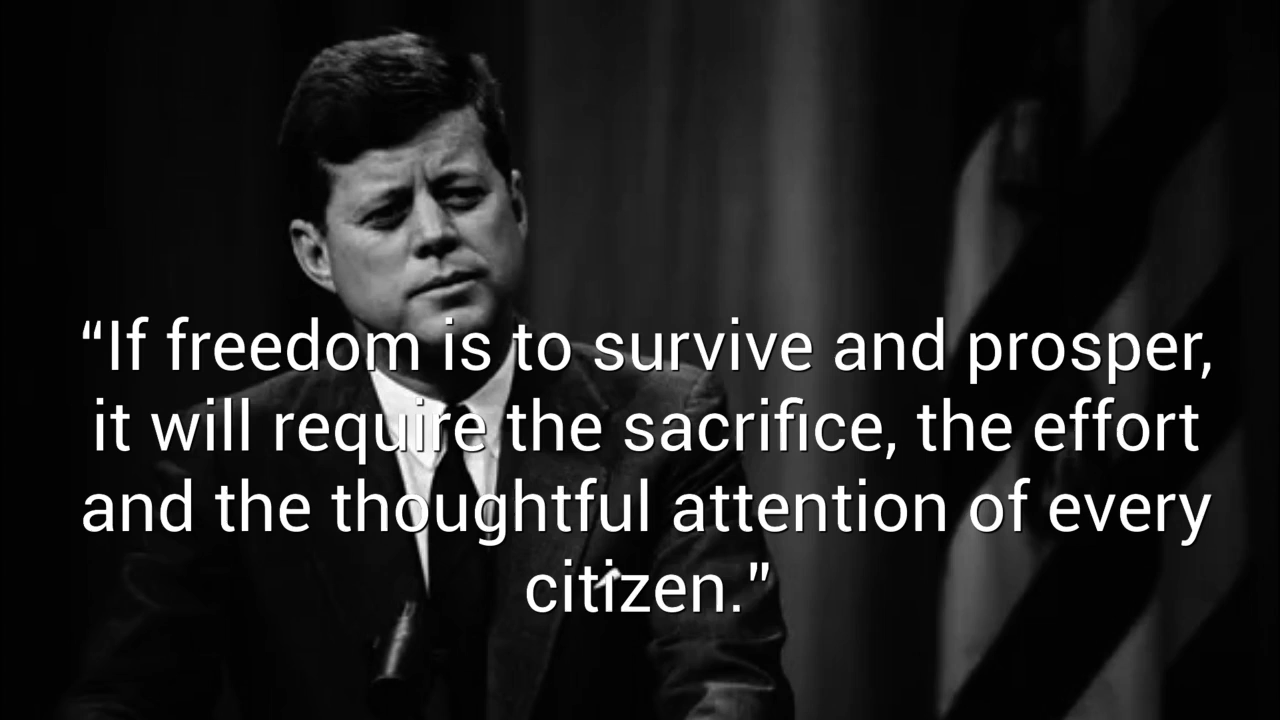 “If freedom is to survive and prosper,
it will require the sacrifice, the effort
and the thoughtful attention of every
citizen."